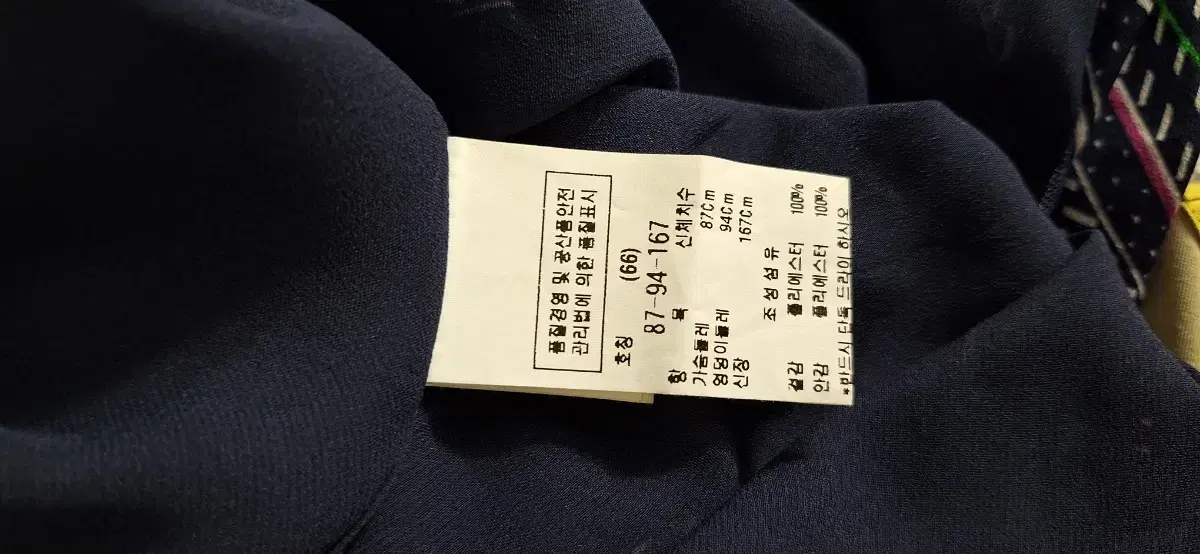 품질경영 및 공산품안전
관리법에 의한 품질표시
호칭 (66)
87-94-167
항 목 신체치수
가슴둘레 87Cm
엉덩이둘레 94Cm
신장 167Cm
조성섬유
겉감 폴리에스터 100%
안감 폴리에스터 100%
*반드시 단독 드라이 하시오